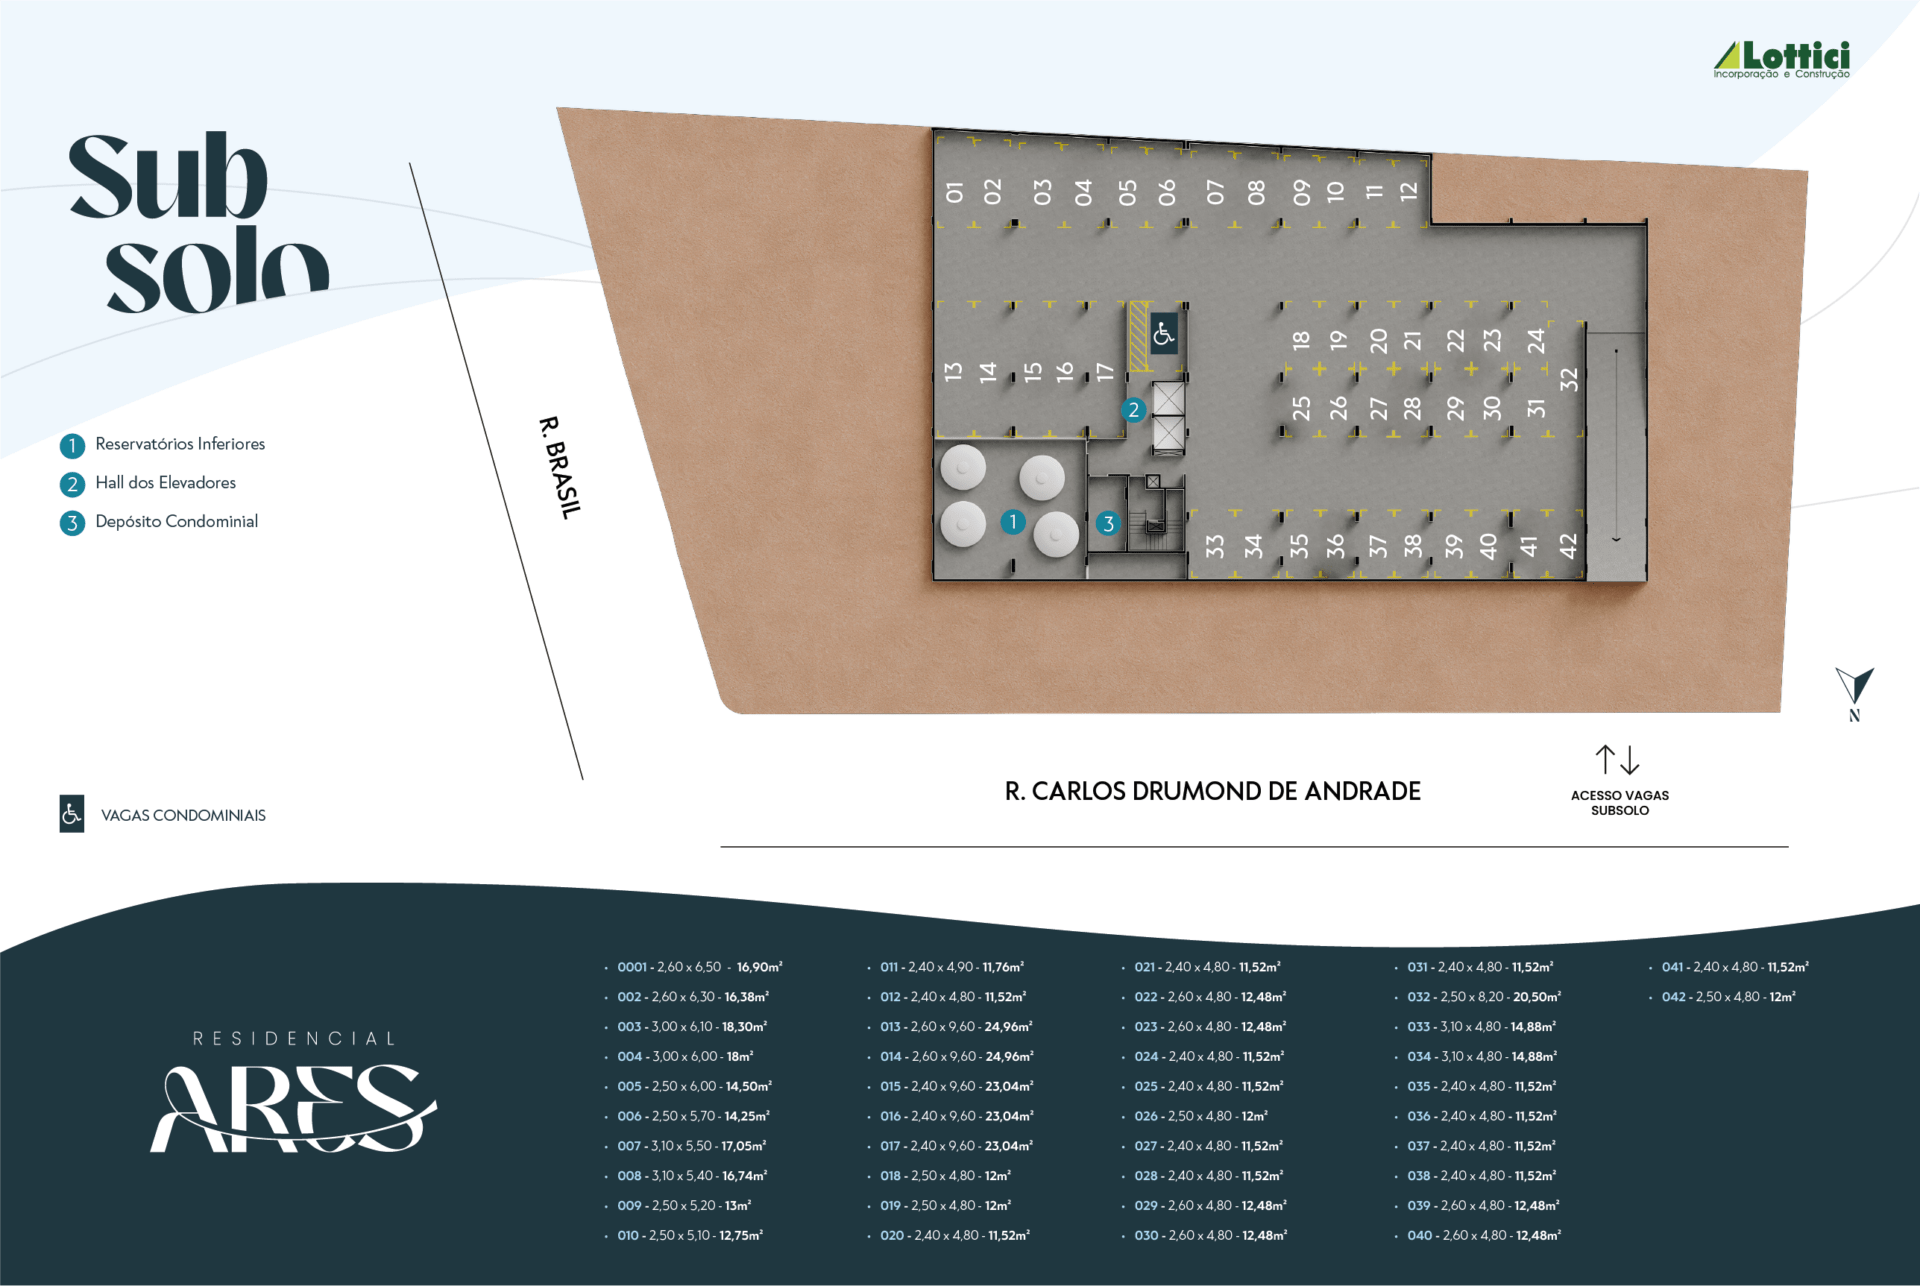 Lottici
Incorporação e Construção
Sub
solo
01 02 03 04 05 06 07 08 09 10 11 12
13 14 15 16 17
18 19 20 21 22 23 24
32
25 26 27 28 29 30 31
33 34 35 36 37 38 39 40 41 42
1
2
3
1 Reservatórios Inferiores
2 Hall dos Elevadores
3 Depósito Condominial
R. BRASIL
N
R. CARLOS DRUMOND DE ANDRADE
ACESSO VAGAS
SUBSOLO
VAGAS CONDOMINIAIS
RESIDENCIAL
ARES
• 0001 - 2,60 x 6,50 - 16,90m²
• 002 - 2,60 x 6,30 - 16,38m²
• 003 - 3,00 x 6,10 - 18,30m²
• 004 - 3,00 x 6,00 - 18m²
• 005 - 2,50 x 6,00 - 14,50m²
• 006 - 2,50 x 5,70 - 14,25m²
• 007 - 3,10 x 5,50 - 17,05m²
• 008 - 3,10 x 5,40 - 16,74m²
• 009 - 2,50 x 5,20 - 13m²
• 010 - 2,50 x 5,10 - 12,75m²
• 011 - 2,40 x 4,90 - 11,76m²
• 012 - 2,40 x 4,80 - 11,52m²
• 013 - 2,60 x 9,60 - 24,96m²
• 014 - 2,60 x 9,60 - 24,96m²
• 015 - 2,40 x 9,60 - 23,04m²
• 016 - 2,40 x 9,60 - 23,04m²
• 017 - 2,40 x 9,60 - 23,04m²
• 018 - 2,50 x 4,80 - 12m²
• 019 - 2,50 x 4,80 - 12m²
• 020 - 2,40 x 4,80 - 11,52m²
• 021 - 2,40 x 4,80 - 11,52m²
• 022 - 2,60 x 4,80 - 12,48m²
• 023 - 2,60 x 4,80 - 12,48m²
• 024 - 2,40 x 4,80 - 11,52m²
• 025 - 2,40 x 4,80 - 11,52m²
• 026 - 2,50 x 4,80 - 12m²
• 027 - 2,40 x 4,80 - 11,52m²
• 028 - 2,40 x 4,80 - 11,52m²
• 029 - 2,60 x 4,80 - 12,48m²
• 030 - 2,60 x 4,80 - 12,48m²
• 031 - 2,40 x 4,80 - 11,52m²
• 032 - 2,50 x 8,20 - 20,50m²
• 033 - 3,10 x 4,80 - 14,88m²
• 034 - 3,10 x 4,80 - 14,88m²
• 035 - 2,40 x 4,80 - 11,52m²
• 036 - 2,40 x 4,80 - 11,52m²
• 037 - 2,40 x 4,80 - 11,52m²
• 038 - 2,40 x 4,80 - 11,52m²
• 039 - 2,60 x 4,80 - 12,48m²
• 040 - 2,60 x 4,80 - 12,48m²
• 041 - 2,40 x 4,80 - 11,52m²
• 042 - 2,50 x 4,80 - 12m²